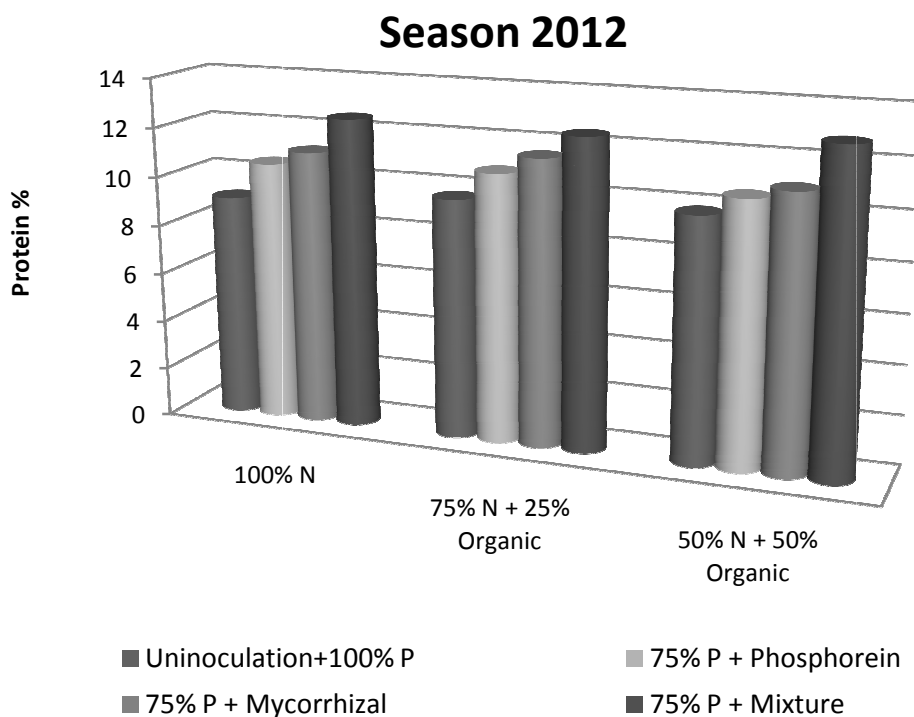 Season 2012
Protein %
14
12
10
8
6
4
2
0
100% N
75% N + 25%
Organic
50% N + 50%
Organic
Uninoculation+100% P
75% P + Phosphorein
75% P + Mycorrhizal
75% P + Mixture